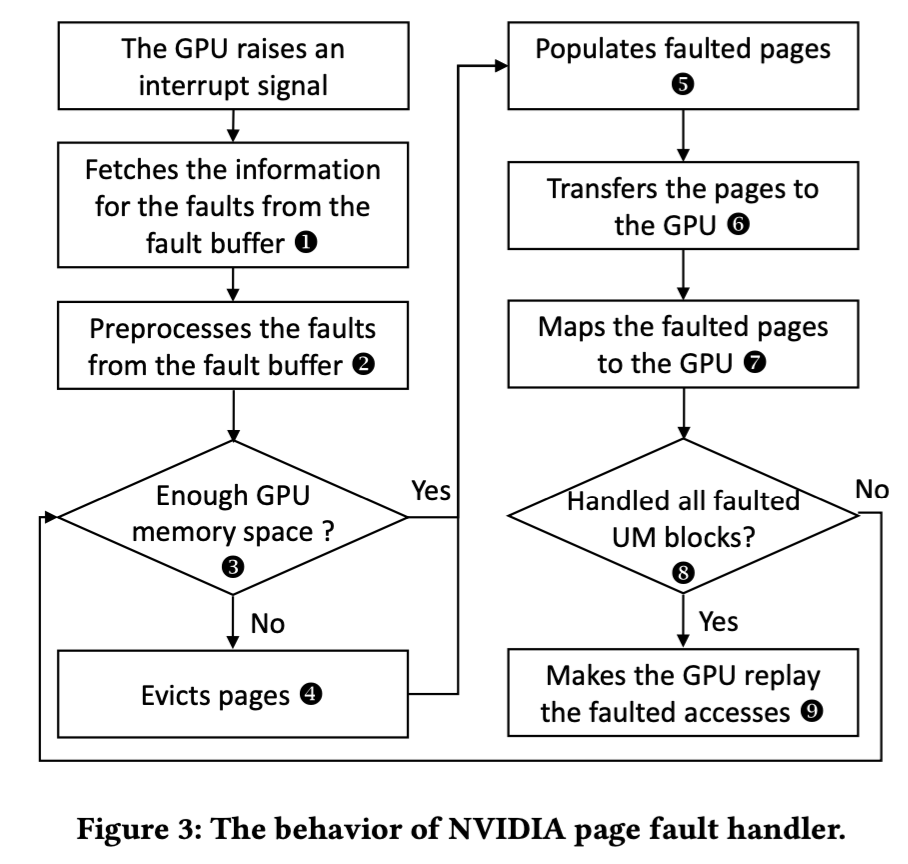 The GPU raises an
interrupt signal
Fetches the information
for the faults from the
fault buffer ❶
Preprocesses the faults
from the fault buffer ❷
Enough GPU
memory space ?
❸
Yes
No
Evicts pages ❹
Populates faulted pages
❺
Transfers the pages to
the GPU ❻
Maps the faulted pages
to the GPU ❼
Handled all faulted
UM blocks?
❽
No
Yes
Makes the GPU replay
the faulted accesses ❾
Figure 3: The behavior of NVIDIA page fault handler.